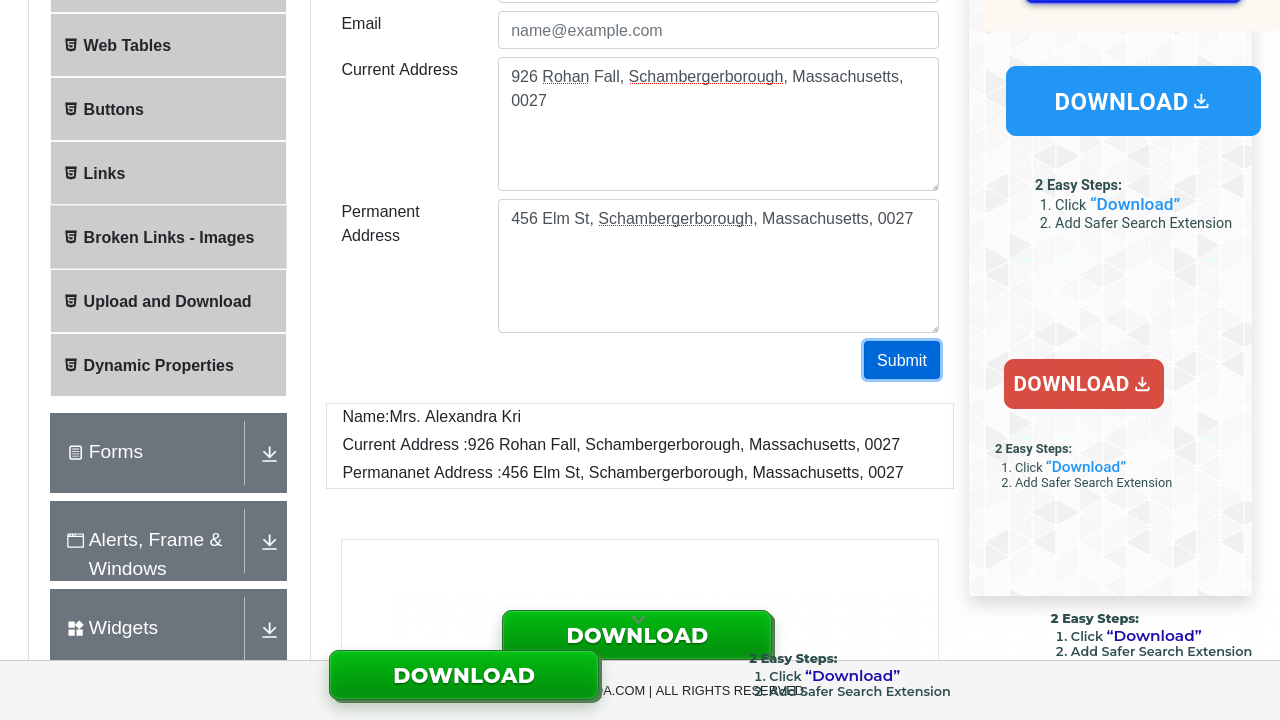 Web Tables
Buttons
Links
Broken Links - Images
Upload and Download
Dynamic Properties
Forms
Alerts, Frame &
Windows
Widgets
Email
name@example.com
Current Address
926 Rohan Fall, Schambergerborough, Massachusetts,
0027
Permanent
Address
456 Elm St, Schambergerborough, Massachusetts, 0027
Submit
Name:Mrs. Alexandra Kri
Current Address :926 Rohan Fall, Schambergerborough, Massachusetts, 0027
Permananet Address :456 Elm St, Schambergerborough, Massachusetts, 0027
DOWNLOAD
2 Easy Steps:
1. Click “Download”
2. Add Safer Search Extension
DOWNLOAD
2 Easy Steps:
1. Click “Download”
2. Add Safer Search Extension
2 Easy Steps:
1. Click “Download”
2. Add Safer Search Extension
DOWNLOAD
DOWNLOAD
2 Easy Steps:
1. Click “Download”
2. Add Safer Search Extension
.COM | ALL RIGHTS RESERVED.